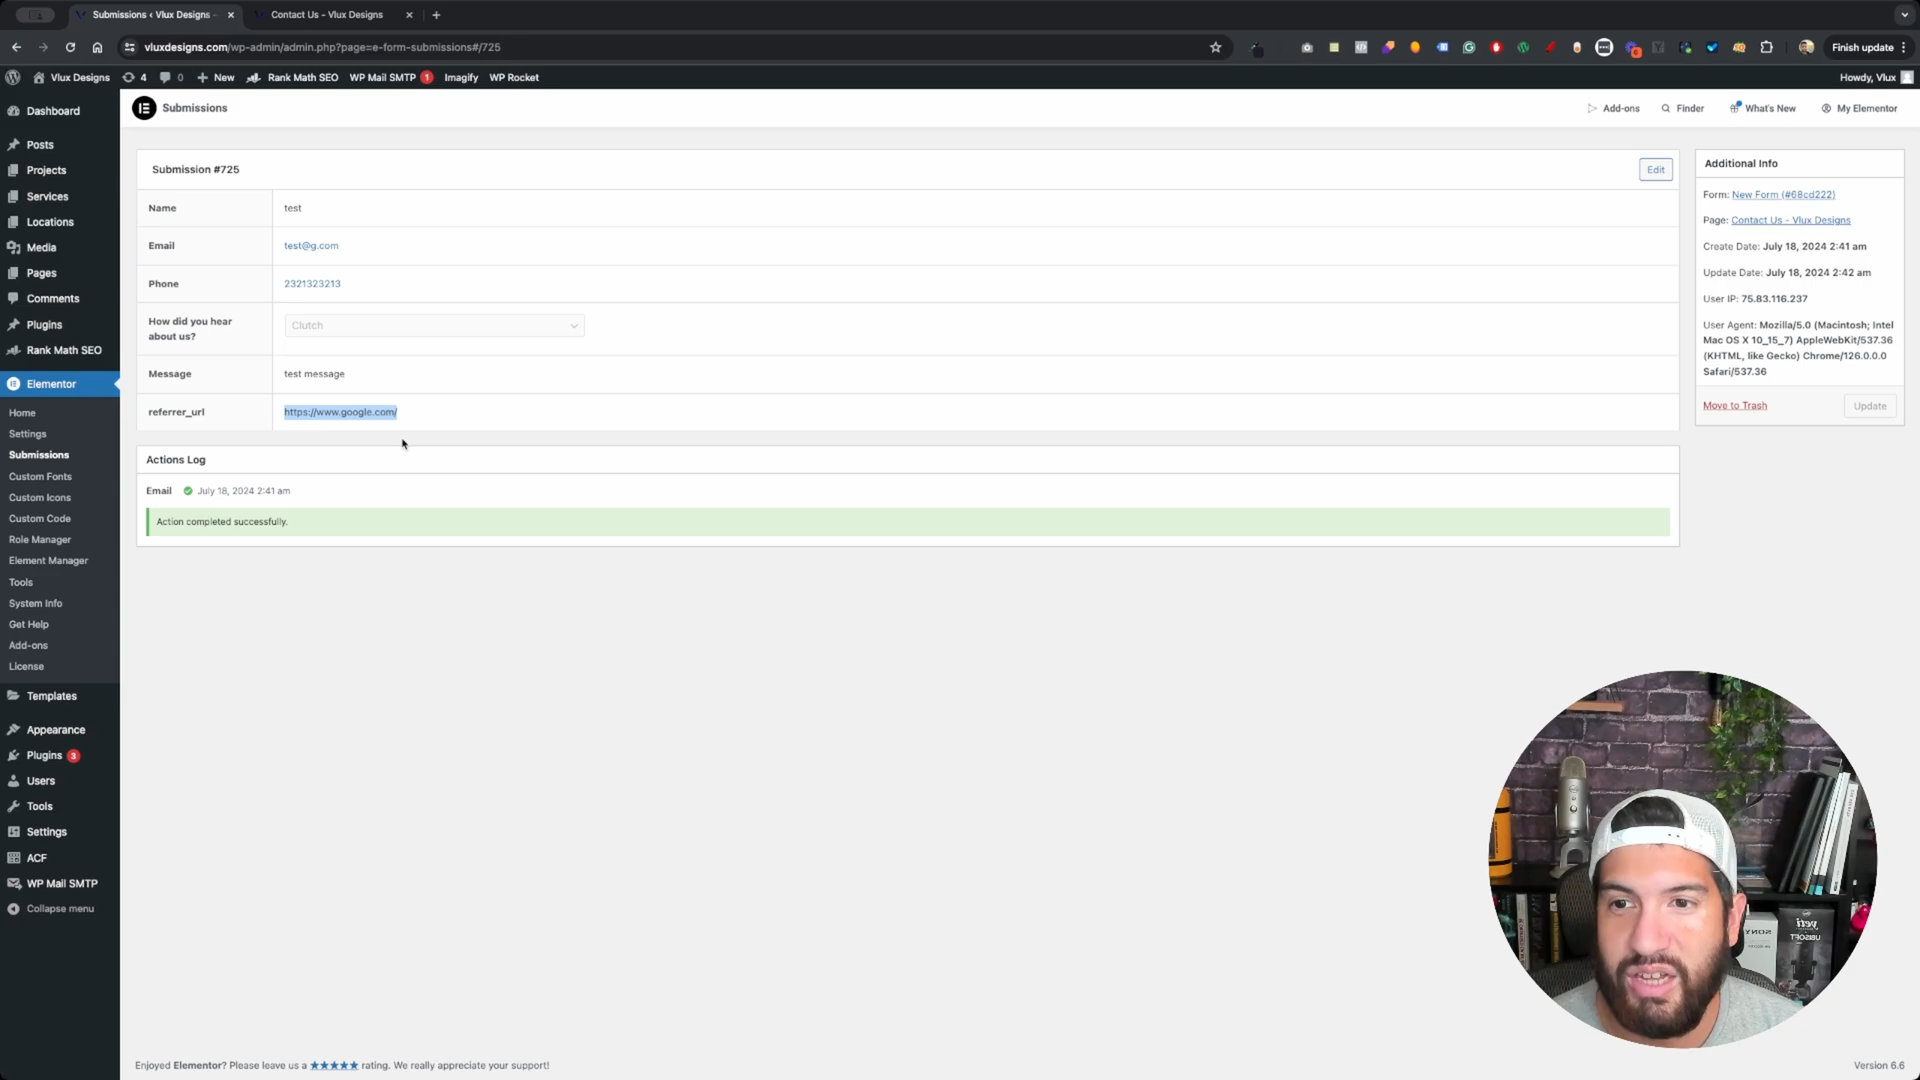 Submissions ‹ Vlux Designs
Contact Us - Vlux Designs
vluxdesigns.com/wp-admin/admin.php?page=e-form-submissions#/725
Finish update
Vlux Designs
4
0
New
Rank Math SEO
WP Mail SMTP 1
Imagify
WP Rocket
Howdy, Vlux
Dashboard
Posts
Projects
Services
Locations
Media
Pages
Comments
Plugins
Rank Math SEO
Elementor
Home
Settings
Submissions
Custom Fonts
Custom Icons
Custom Code
Role Manager
Element Manager
Tools
System Info
Get Help
Add-ons
License
Templates
Appearance
Plugins 3
Users
Tools
Settings
ACF
WP Mail SMTP
Collapse menu
Submissions
Add-ons
Finder
What's New
My Elementor
Submission #725
Edit
Name test
Email test@g.com
Phone 2321323213
How did you hear
about us?
Clutch
Message test message
referrer_url https://www.google.com/
Actions Log
Email July 18, 2024 2:41 am
Action completed successfully.
Additional Info
Form: New Form (#68cd222)
Page: Contact Us - Vlux Designs
Create Date: July 18, 2024 2:41 am
Update Date: July 18, 2024 2:42 am
User IP: 75.83.116.237
User Agent: Mozilla/5.0 (Macintosh; Intel
Mac OS X 10_15_7) AppleWebKit/537.36
(KHTML, like Gecko) Chrome/126.0.0.0
Safari/537.36
Move to Trash
Update
yeti
SONY
UBISOFT
Enjoyed Elementor? Please leave us a ★★★★★ rating. We really appreciate your support!
Version 6.6